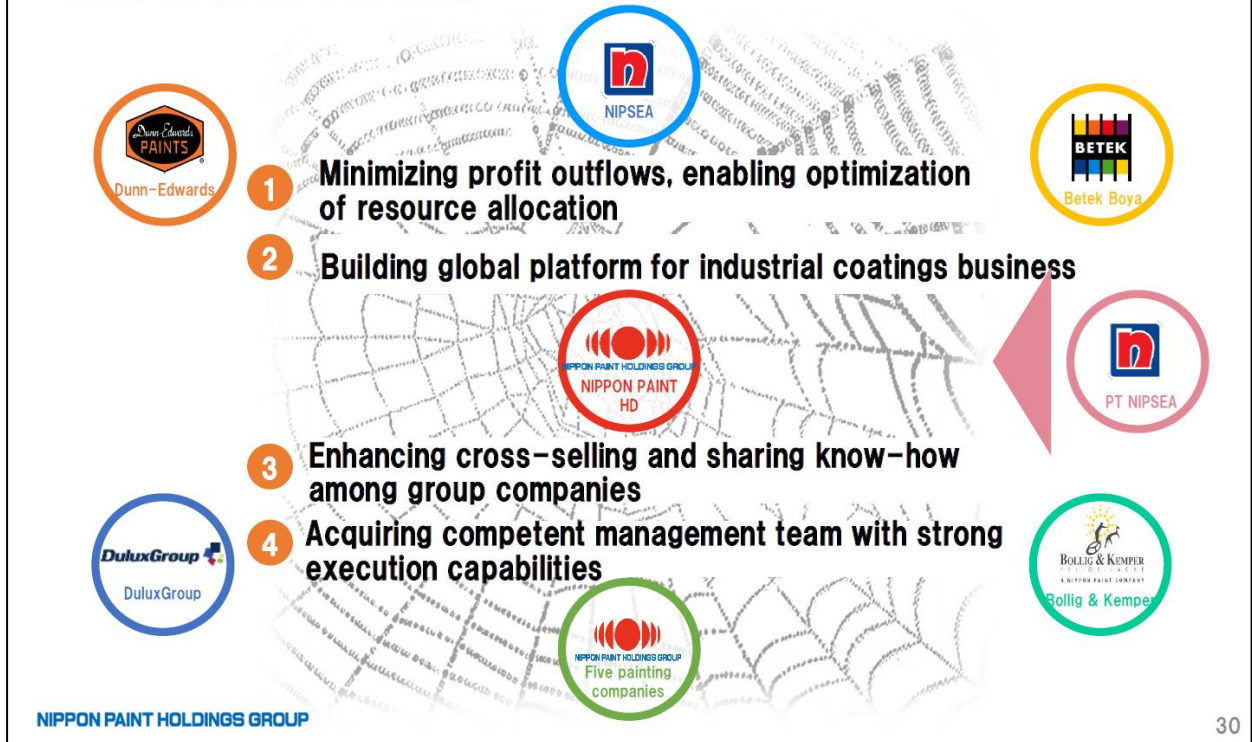 n
NIPSEA
Dunn-Edwards
PAINTS
Dunn-Edwards
BETEK
Betek Boya
1
Minimizing profit outflows, enabling optimization
of resource allocation
2
Building global platform for industrial coatings business
NIPPON PAINT HOLDINGS GROUP
NIPPON PAINT
HD
n
PT NIPSEA
3
Enhancing cross-selling and sharing know-how
among group companies
4
Acquiring competent management team with strong
execution capabilities
DuluxGroup
DuluxGroup
BOLLIG & KEMPER
A NIPPON PAINT COMPANY
Bollig & Kemper
NIPPON PAINT HOLDINGS GROUP
Five painting
companies
NIPPON PAINT HOLDINGS GROUP
30